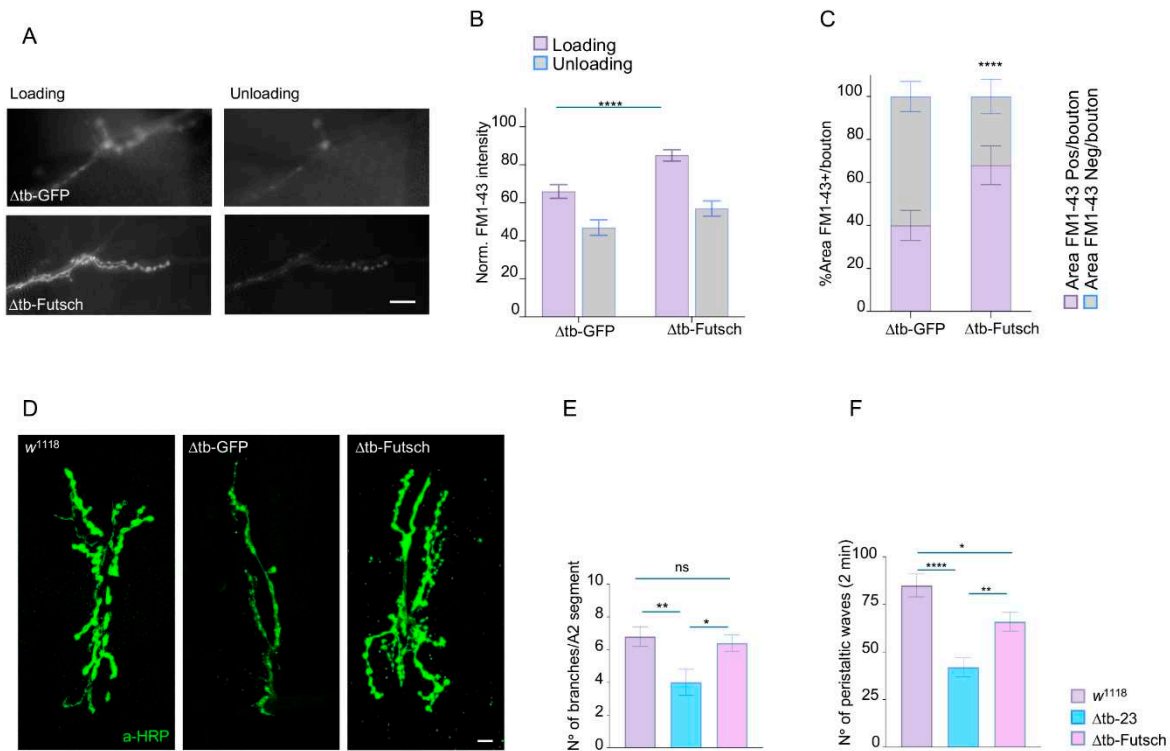 A
Loading
Unloading
Δtb-GFP
Δtb-Futsch
B
Loading
Unloading
****
Norm. FM1-43 intensity
100
80
60
40
20
0
Δtb-GFP
Δtb-Futsch
C
****
%Area FM1-43+/bouton
100
80
60
40
20
0
Δtb-GFP
Δtb-Futsch
Area FM1-43 Pos/bouton
Area FM1-43 Neg/bouton
D
w1118
Δtb-GFP
Δtb-Futsch
a-HRP
E
ns
**
*
Nº of branches/A2 segment
10
8
6
4
2
0
F
*
****
**
Nº of peristaltic waves (2 min)
100
75
50
25
0
w1118
Δtb-23
Δtb-Futsch